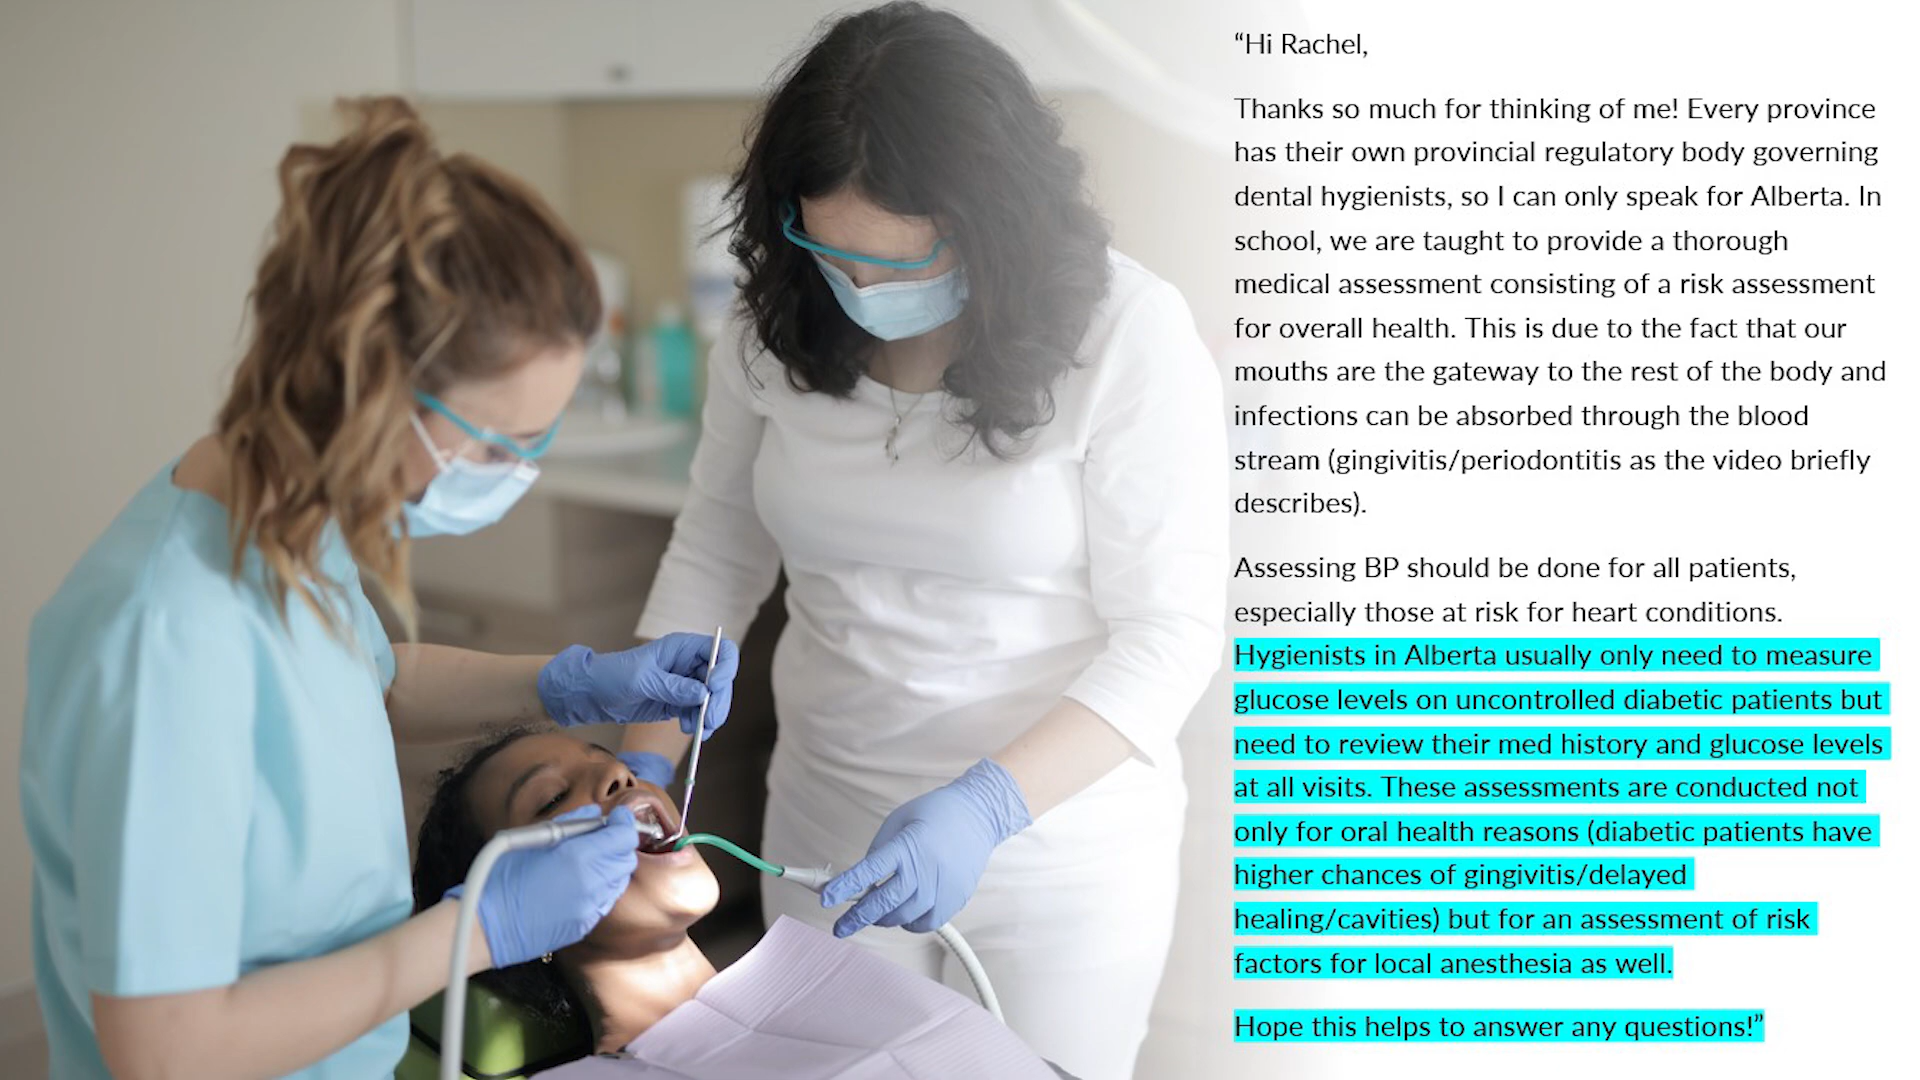 “Hi Rachel,
Thanks so much for thinking of me! Every province
has their own provincial regulatory body governing
dental hygienists, so I can only speak for Alberta. In
school, we are taught to provide a thorough
medical assessment consisting of a risk assessment
for overall health. This is due to the fact that our
mouths are the gateway to the rest of the body and
infections can be absorbed through the blood
stream (gingivitis/periodontitis as the video briefly
describes).
Assessing BP should be done for all patients,
especially those at risk for heart conditions.
Hygienists in Alberta usually only need to measure
glucose levels on uncontrolled diabetic patients but
need to review their med history and glucose levels
at all visits. These assessments are conducted not
only for oral health reasons (diabetic patients have
higher chances of gingivitis/delayed
healing/cavities) but for an assessment of risk
factors for local anesthesia as well.
Hope this helps to answer any questions!”